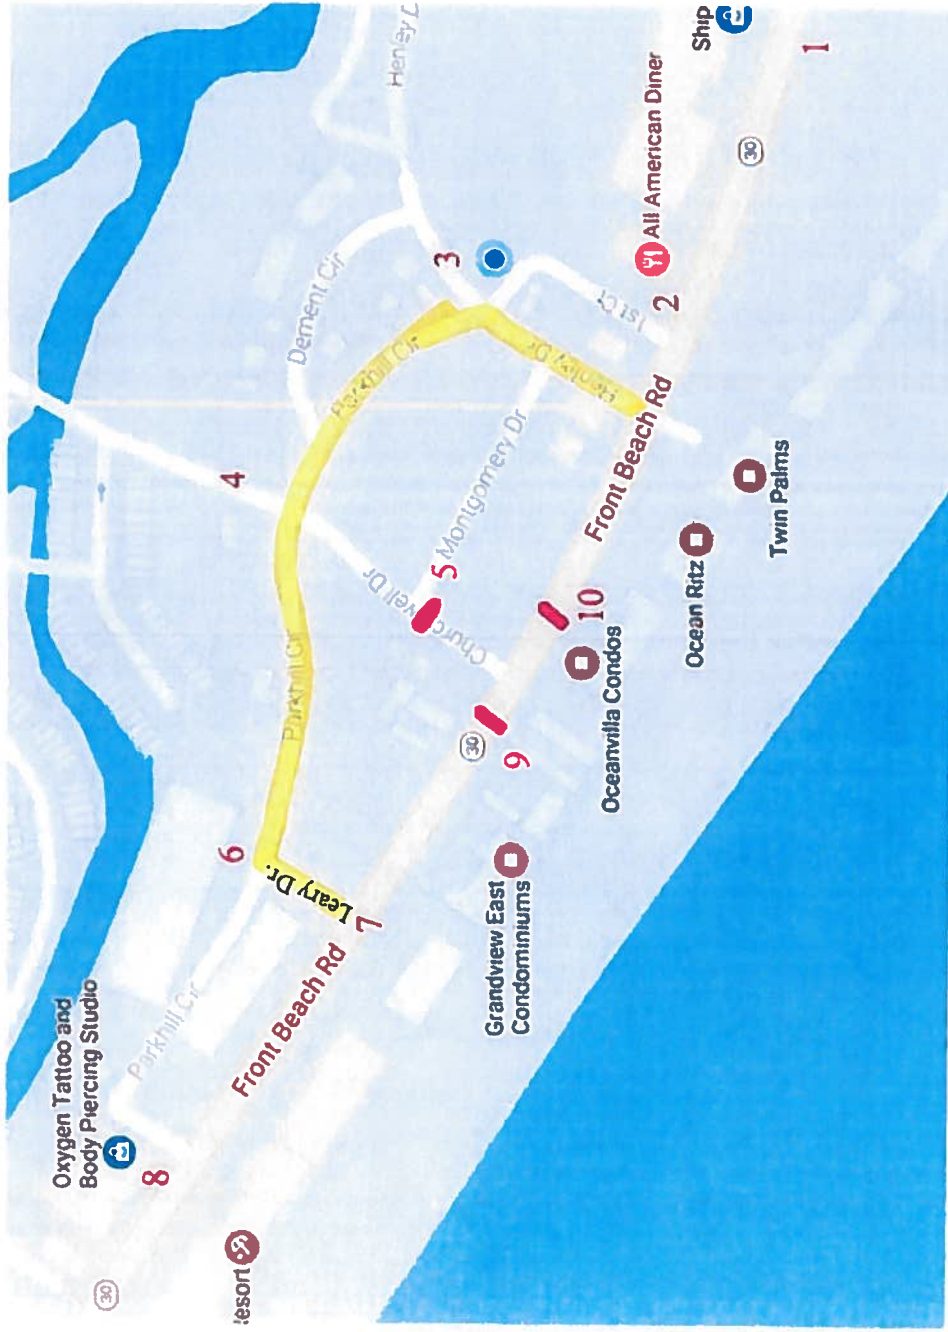 Oxygen Tattoo and
Body Piercing Studio
8
30
Resort
Parkhill Cir
Front Beach Rd
6
Leary Dr.
7
Grandview East
Condominiums
Parkhill Cir
30
9
Oceanvilla Condos
10
Churchwell Dr
5
Montgomery Dr
4
Dement Cir
Parkhill Cir
Henley Dr
Front Beach Rd
Ocean Ritz
Twin Palms
3
1st Ct
2
All American Diner
Henley D
30
Ship
1